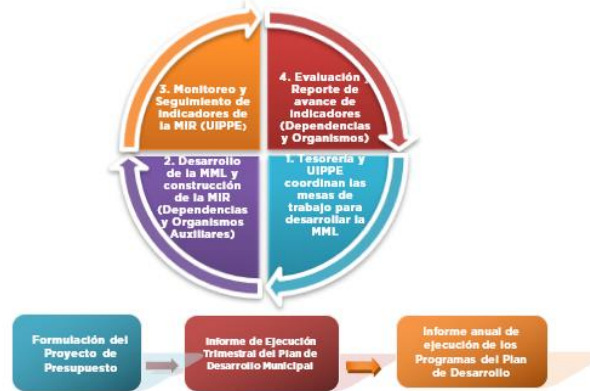 3. Monitoreo y
Seguimiento de
indicadores de
la MIR (UIPPE)
4. Evaluación y
Reporte de
avance de
indicadores
(Dependencias
y Organismos)
2. Desarrollo
de la MML y
construcción
de la MIR
(Dependencias
y Organismos
Auxiliares)
1. Tesorería y
UIPPE
coordinan las
mesas de
trabajo para
desarrollar la
MML
Formulación del
Proyecto de
Presupuesto
Informe de Ejecución
Trimestral del Plan de
Desarrollo Municipal
Informe anual de
ejecución de los
Programas del Plan
de Desarrollo